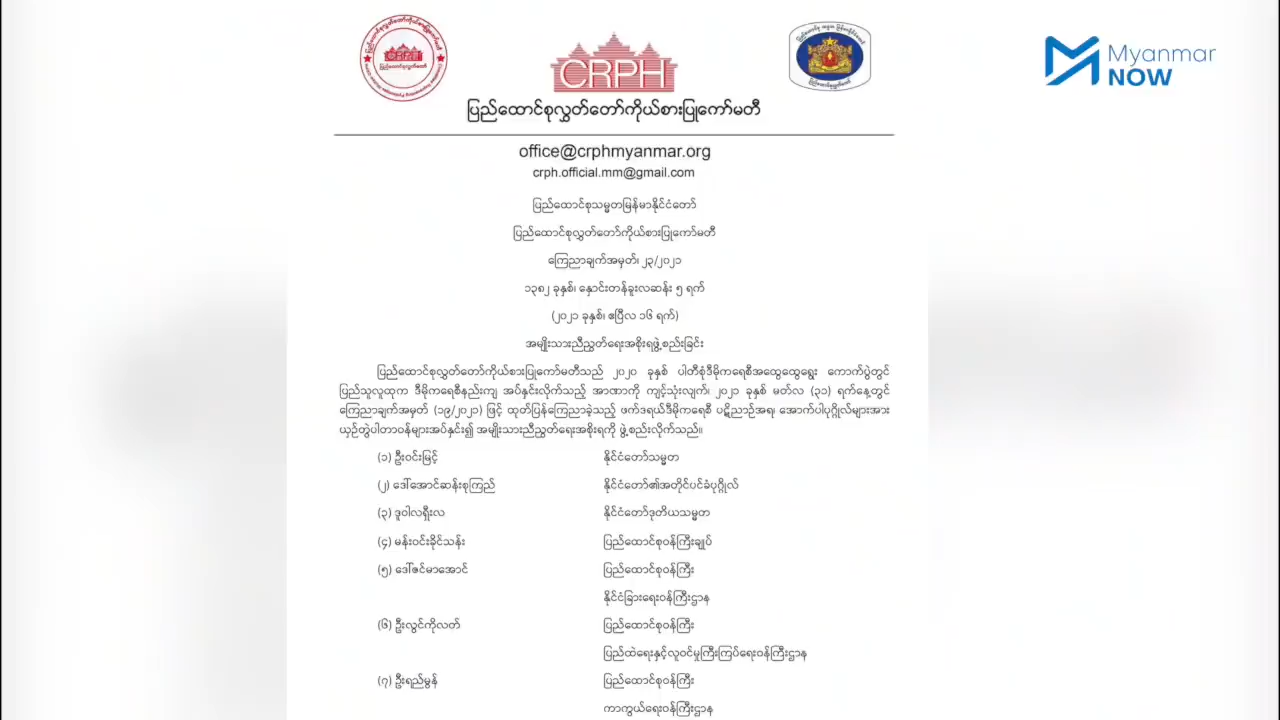 Myanmar
NOW
CRPH
CRPH
ပြည်ထောင်စုလွှတ်တော်ကိုယ်စားပြုကော်မတီ
office@crphmyanmar.org
crph.official.mm@gmail.com
ပြည်ထောင်စုသမ္မတမြန်မာနိုင်ငံတော်
ပြည်ထောင်စုလွှတ်တော်ကိုယ်စားပြုကော်မတီ
ကြေညာချက်အမှတ်၊ ၂၃/၂၀၂၁
၁၃၈၂ ခုနှစ်၊ နှောင်းတန်ခူးလဆန်း ၅ ရက်
(၂၀၂၁ ခုနှစ်၊ ဧပြီလ ၁၆ ရက်)
အမျိုးသားညီညွတ်ရေးအစိုးရဖွဲ့စည်းခြင်း
ပြည်ထောင်စုလွှတ်တော်ကိုယ်စားပြုကော်မတီသည် ၂၀၂၀ ခုနှစ် ပါတီစုံဒီမိုကရေစီအထွေထွေရွေး ကောက်ပွဲတွင်
ပြည်သူလူထုက ဒီမိုကရေစီနည်းကျ အပ်နှင်းလိုက်သည့် အာဏာကို ကျင့်သုံးလျက်၊ ၂၀၂၁ ခုနှစ် မတ်လ (၃၁) ရက်နေ့တွင်
ကြေညာချက်အမှတ် (၁၉/၂၀၂၁) ဖြင့် ထုတ်ပြန်ကြေညာခဲ့သည့် ဖက်ဒရယ်ဒီမိုကရေစီ ပဋိညာဉ်အရ၊ အောက်ပါပုဂ္ဂိုလ်များအား
ယှဉ်တွဲပါတာဝန်များအပ်နှင်း၍ အမျိုးသားညီညွတ်ရေးအစိုးရကို ဖွဲ့စည်းလိုက်သည်။
(၁) ဦးဝင်းမြင့် နိုင်ငံတော်သမ္မတ
(၂) ဒေါ်အောင်ဆန်းစုကြည် နိုင်ငံတော်၏အတိုင်ပင်ခံပုဂ္ဂိုလ်
(၃) ဒူဝါလရှီးလ နိုင်ငံတော်ဒုတိယသမ္မတ
(၄) မန်းဝင်းခိုင်သန်း ပြည်ထောင်စုဝန်ကြီးချုပ်
(၅) ဒေါ်ဇင်မာအောင် ပြည်ထောင်စုဝန်ကြီး
နိုင်ငံခြားရေးဝန်ကြီးဌာန
(၆) ဦးလွင်ကိုလတ် ပြည်ထောင်စုဝန်ကြီး
ပြည်ထဲရေးနှင့်လူဝင်မှုကြီးကြပ်ရေးဝန်ကြီးဌာန
(၇) ဦးရည်မွန် ပြည်ထောင်စုဝန်ကြီး
ကာကွယ်ရေးဝန်ကြီးဌာန